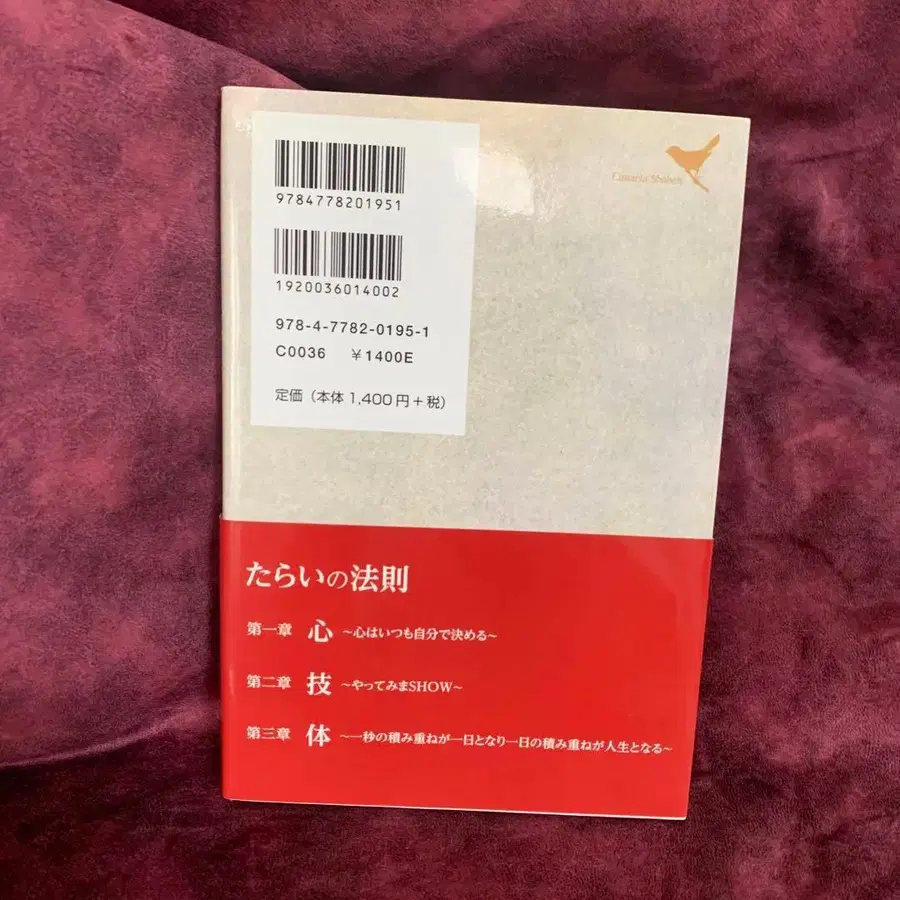 9784778201951
1920036014002
978-4-7782-0195-1
C0036 ¥1400E
定価（本体 1,400円＋税）
たらいの法則
第一章 心 ~心はいつも自分で決める~
第二章 技 ~やってみまSHOW~
第三章 体 ~一秒の積み重ねが一日となり一日の積み重ねが人生となる~